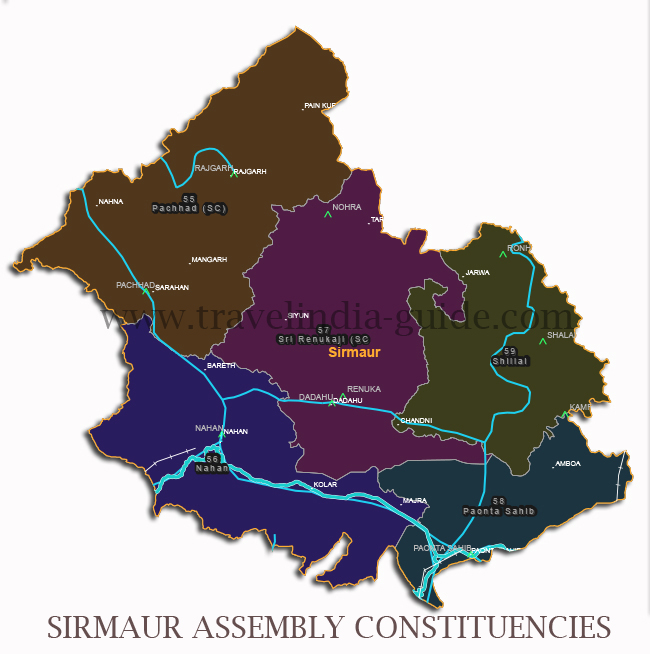 PAIN KUF
RAJGARH
RAJGARH
NAHNA
55
Pachhad (SC)
NOHRA
TAR
RONH
MANGARH
JARWA
PACHHAD
SARAHAN
www.travelindia-guide.com
SIYUN
57
Sri Renukaji (SC
Sirmaur
SHALA
59
Shillai
BARETH
RENUKA
DADAHU
DADAHU
KAMR
CHANDNI
NAHAN
NAHAN
56
Nahan
AMBOA
KOLAR
MAJRA
58
Paonta Sahib
PAONTA SAHIB
PAONT
SIRMAUR ASSEMBLY CONSTITUENCIES